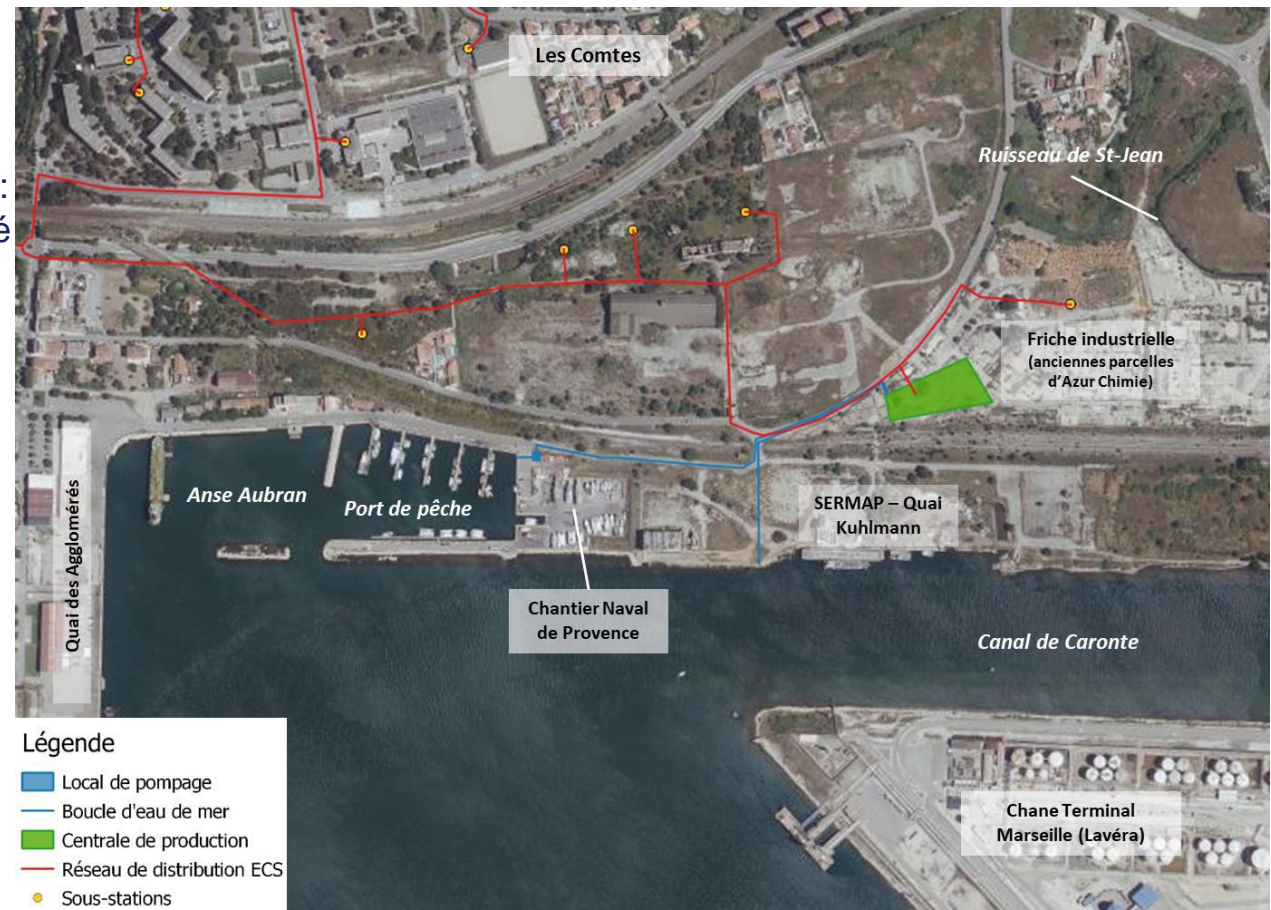 Les Comtes
Ruisseau de St-Jean
:
é
Friche industrielle
(anciennes parcelles
d'Azur Chimie)
Quai des Agglomérés
Anse Aubran
Port de pêche
SERMAP – Quai
Kuhlmann
Chantier Naval
de Provence
Canal de Caronte
Chane Terminal
Marseille (Lavéra)
Légende
Local de pompage
Boucle d'eau de mer
Centrale de production
Réseau de distribution ECS
Sous-stations